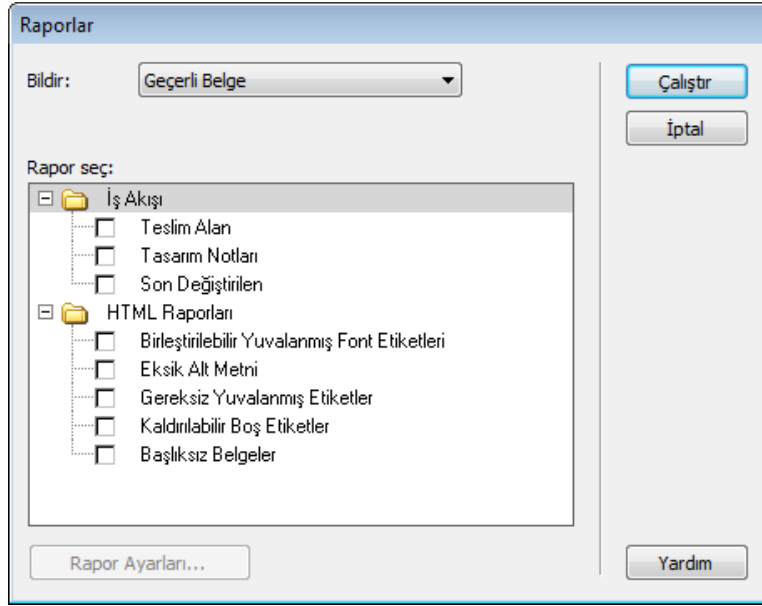 Raporlar
Bildir: Geçerli Belge
Çalıştır
İptal
Rapor seç:
İş Akışı
Teslim Alan
Tasarım Notları
Son Değiştirilen
HTML Raporları
Birleştirilebilir Yuvalanmış Font Etiketleri
Eksik Alt Metni
Gereksiz Yuvalanmış Etiketler
Kaldırılabilir Boş Etiketler
Başlıksız Belgeler
Rapor Ayarları...
Yardım